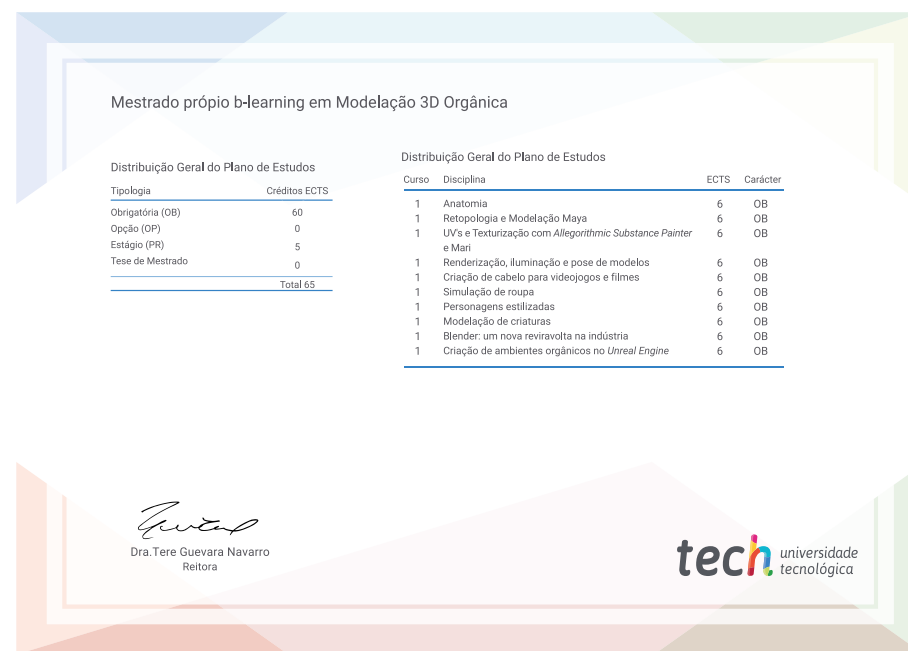 Mestrado própio b-learning em Modelação 3D Orgânica
Distribuição Geral do Plano de Estudos
Tipologia Créditos ECTS
Obrigatória (OB) 60
Opção (OP) 0
Estágio (PR) 5
Tese de Mestrado 0
Total 65
Distribuição Geral do Plano de Estudos
Curso Disciplina ECTS Carácter
1 Anatomia 6 OB
1 Retopologia e Modelação Maya 6 OB
1 UV's e Texturização com Allegorithmic Substance Painter 6 OB
e Mari
1 Renderização, iluminação e pose de modelos 6 OB
1 Criação de cabelo para videojogos e filmes 6 OB
1 Simulação de roupa 6 OB
1 Personagens estilizadas 6 OB
1 Modelação de criaturas 6 OB
1 Blender: um nova reviravolta na indústria 6 OB
1 Criação de ambientes orgânicos no Unreal Engine 6 OB
Dra.Tere Guevara Navarro
Reitora
tech universidade
tecnológica